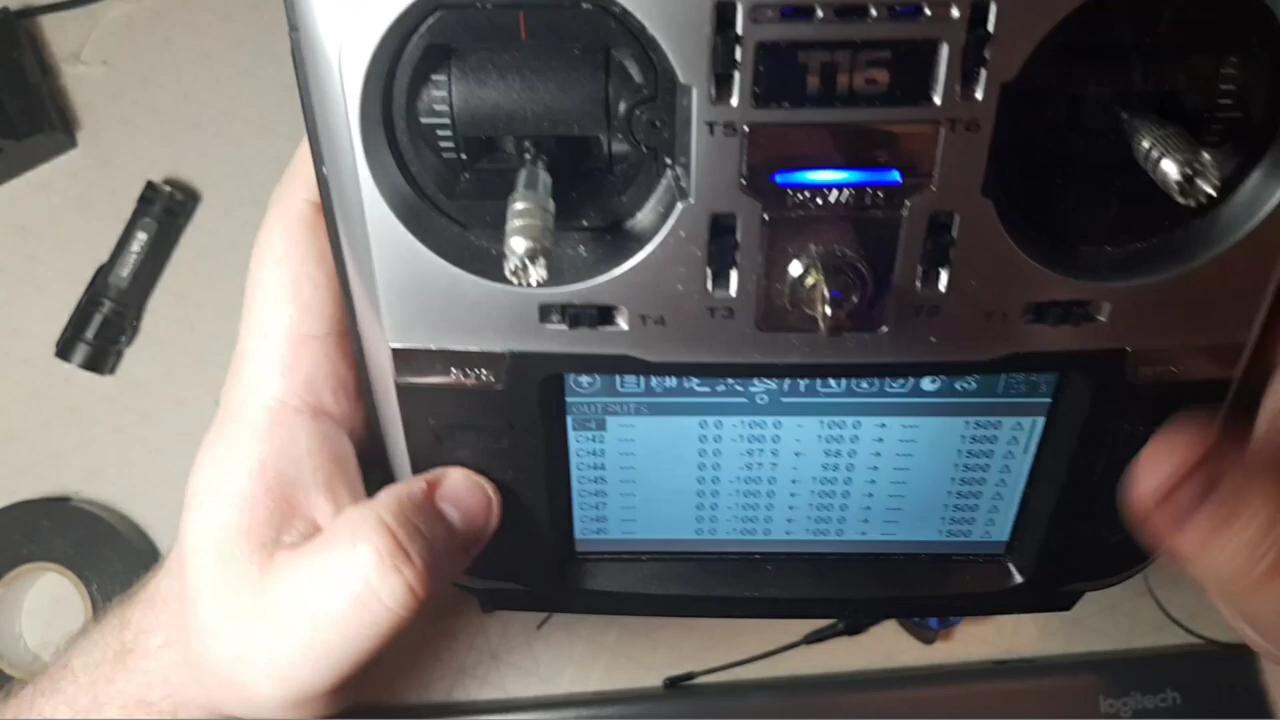 T16
T5
T6
T4
T3
T1
OUTPUTS
0.0 -100.0 - 100.0 → --- 1500 Δ
CH2 --- 0.0 -100.0 - 100.0 → --- 1500 Δ
CH3 --- 0.0 -97.9 ← 98.0 → --- 1500 Δ
CH4 --- 0.0 -97.7 - 98.0 → --- 1500 Δ
CH5 --- 0.0 -100.0 ← 100.0 → --- 1500 Δ
CH6 --- 0.0 -100.0 ← 100.0 → --- 1500 Δ
CH7 --- 0.0 -100.0 ← 100.0 → --- 1500 Δ
CH8 --- 0.0 -100.0 ← 100.0 → --- 1500 Δ
CH9 --- 0.0 -100.0 ← 100.0 → --- 1500 Δ
logitech